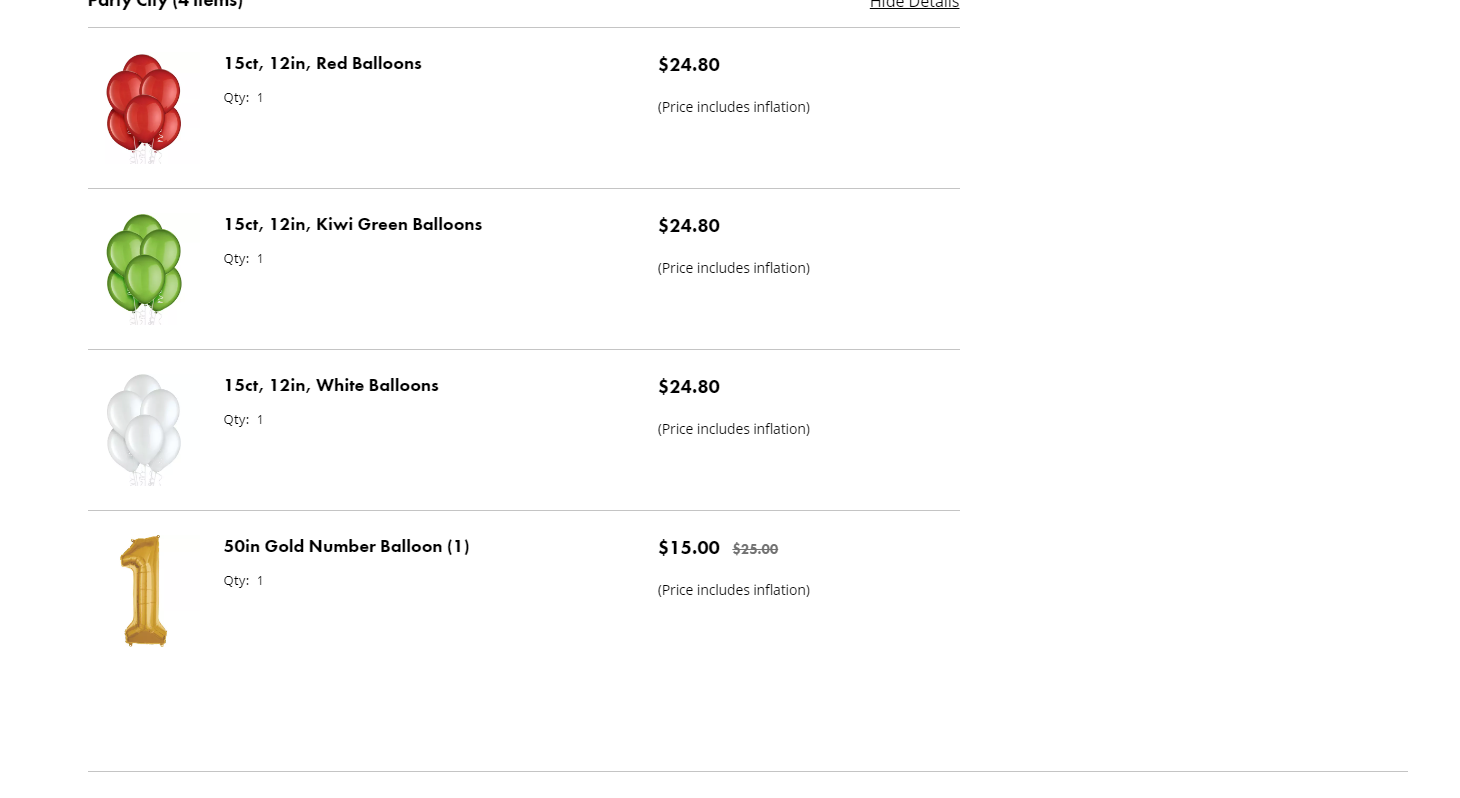 Party City (4 Items)
Hide Details
15ct, 12in, Red Balloons
$24.80
Qty: 1
(Price includes inflation)
15ct, 12in, Kiwi Green Balloons
$24.80
Qty: 1
(Price includes inflation)
15ct, 12in, White Balloons
$24.80
Qty: 1
(Price includes inflation)
50in Gold Number Balloon (1)
$15.00 $25.00
Qty: 1
(Price includes inflation)